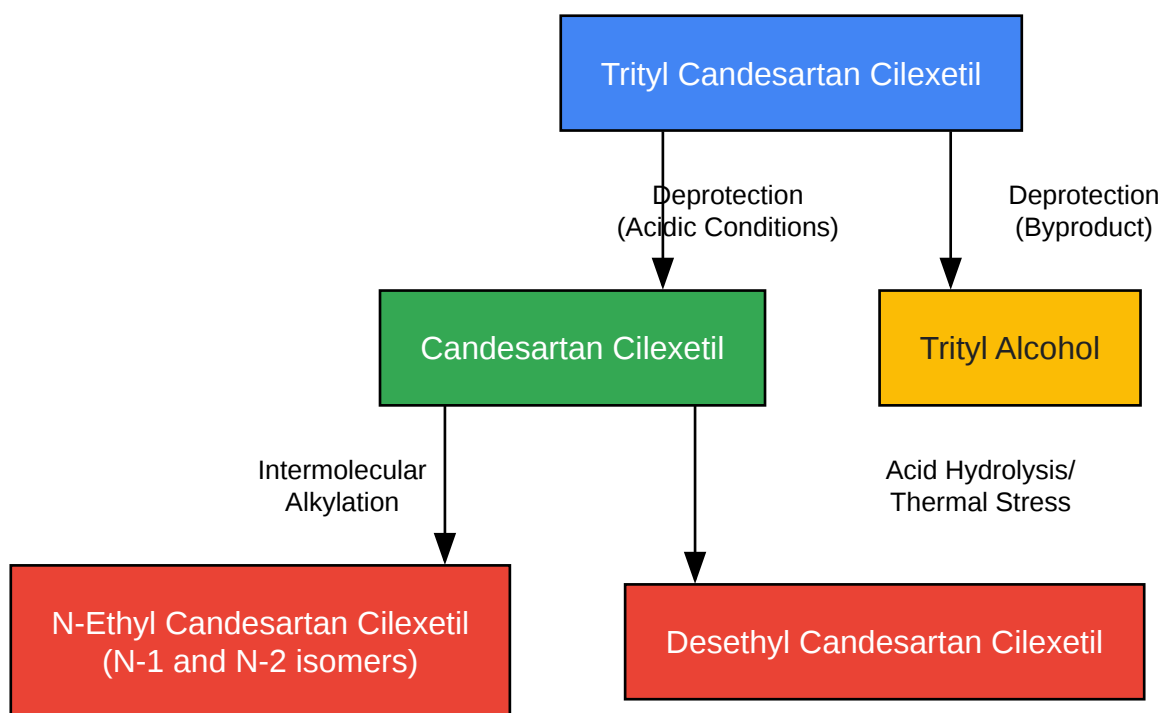 Trityl Candesartan Cilexetil
Deprotection
(Acidic Conditions)
Deprotection
(Byproduct)
Candesartan Cilexetil
Trityl Alcohol
Intermolecular
Alkylation
Acid Hydrolysis/
Thermal Stress
N-Ethyl Candesartan Cilexetil
(N-1 and N-2 isomers)
Desethyl Candesartan Cilexetil